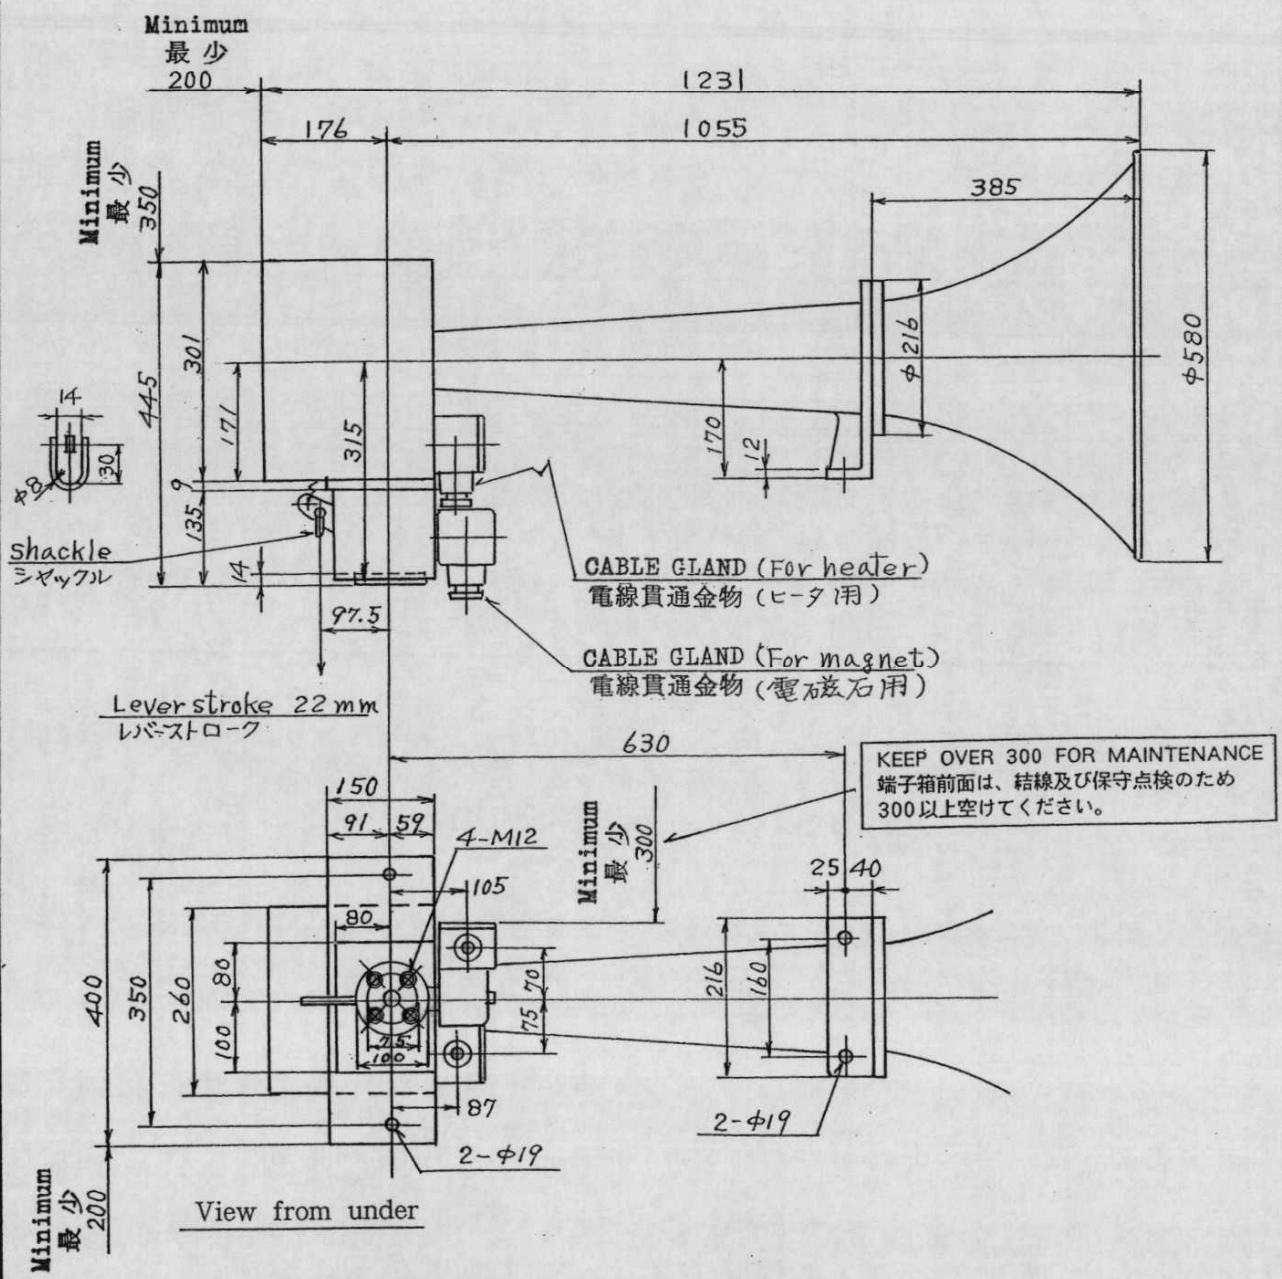 Minimum
最少
200
1231
176
1055
Minimum
最少
350
385
445
301
171
315
170
12
φ216
φ580
14
30
φ8
9
135
14
Shackle
シャックル
97.5
CABLE GLAND (For heater)
電線貫通金物 (ヒータ用)
CABLE GLAND (For magnet)
電線貫通金物 (電磁石用)
Lever stroke 22 mm
レバーストローク
630
KEEP OVER 300 FOR MAINTENANCE
端子箱前面は、結線及び保守点検のため
300以上空けてください。
150
91
59
4-M12
Minimum
最少
300
105
25
40
80
400
350
260
80
100
70
75
75
100
216
160
87
2-φ19
2-φ19
Minimum
最少
200
View from under